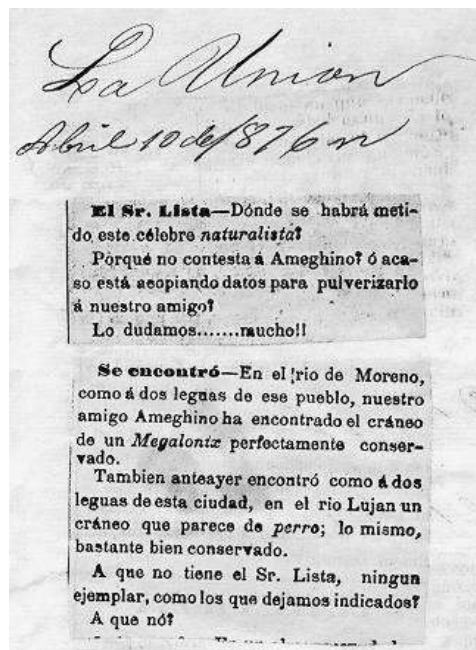 La Union
Abril 10 de 1876
El Sr. Lista—Dónde se habrá meti-
do este célebre naturalista?
Pórqué no contesta á Ameghino? ó aca-
so está acopiando datos para pulverizarlo
á nuestro amigo?
Lo dudamos.......mucho!!
Se encontró—En el rio de Moreno,
como á dos leguas de ese pueblo, nuestro
amigo Ameghino ha encontrado el cráneo
de un Megalonix perfectamente conser-
vado.
Tambien anteayer encontró como á dos
leguas de esta ciudad, en el rio Lujan un
cráneo que parece de perro; lo mismo,
bastante bien conservado.
A que no tiene el Sr. Lista, ningun
ejemplar, como los que dejamos indicados?
A que nó?